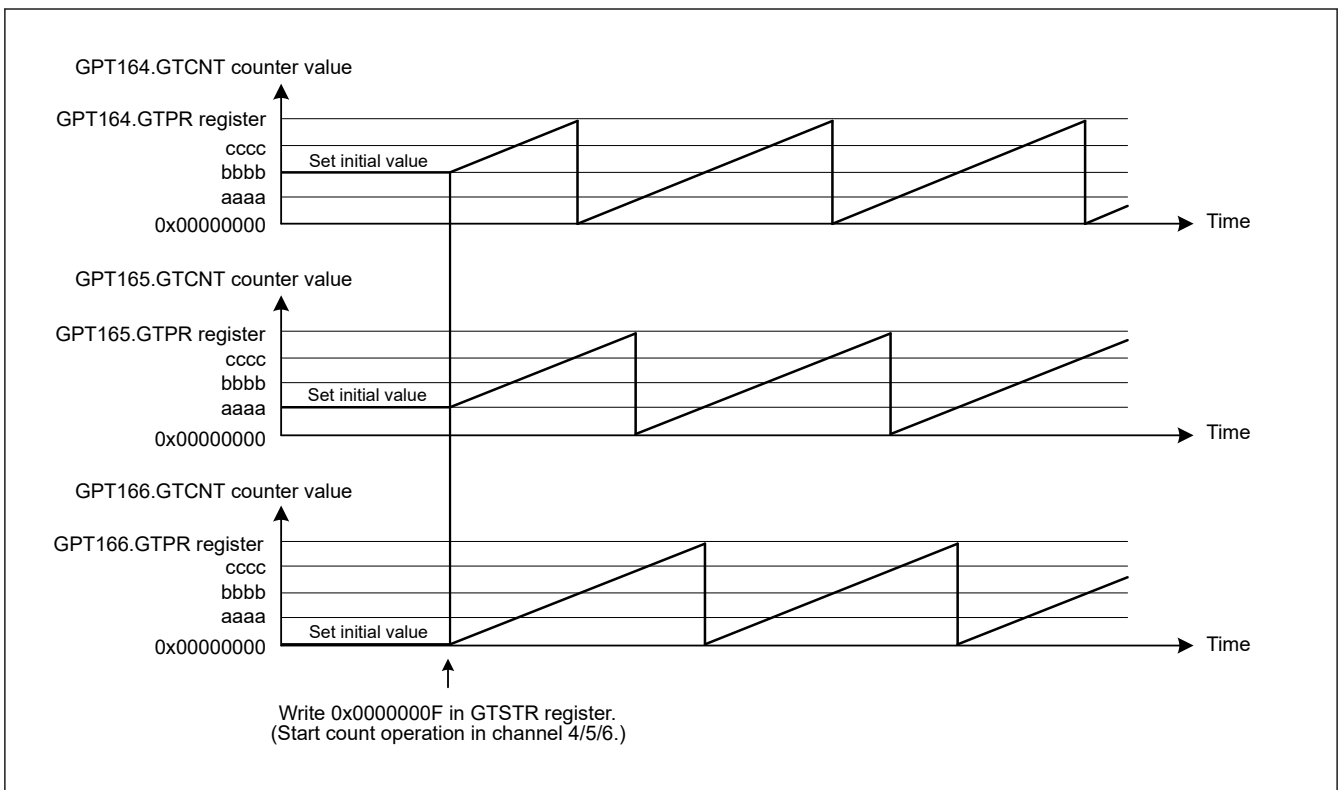 GPT164.GTCNT counter value
GPT164.GTPR register
cccc
Set initial value
bbbb
aaaa
0x00000000
Time
GPT165.GTCNT counter value
GPT165.GTPR register
cccc
bbbb
Set initial value
aaaa
0x00000000
Time
GPT166.GTCNT counter value
GPT166.GTPR register
cccc
bbbb
aaaa
Set initial value
0x00000000
Time
Write 0x0000000F in GTSTR register.
(Start count operation in channel 4/5/6.)